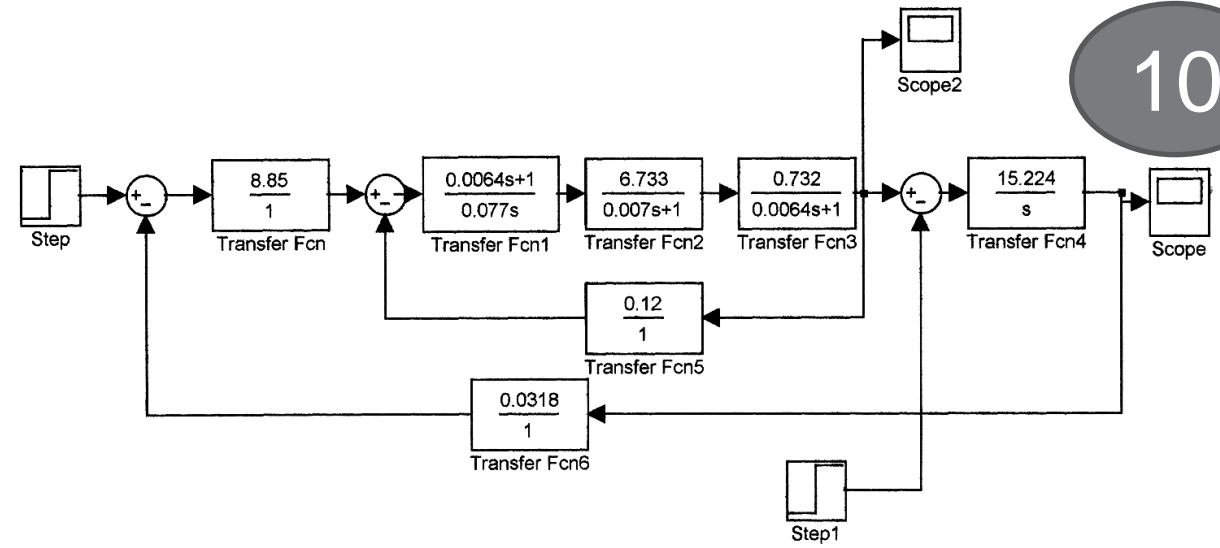 Scope2
10
Step
+
−
8.85
1
Transfer Fcn
+
−
0.0064s+1
0.077s
Transfer Fcn1
6.733
0.007s+1
Transfer Fcn2
0.732
0.0064s+1
Transfer Fcn3
+
−
15.224
s
Transfer Fcn4
Scope
0.12
1
Transfer Fcn5
0.0318
1
Transfer Fcn6
Step1